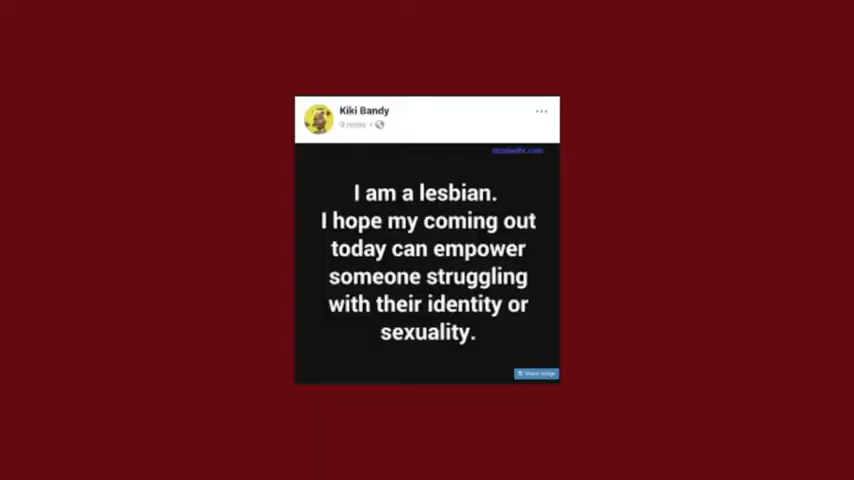 Kiki Bandy
I am a lesbian.
I hope my coming out
today can empower
someone struggling
with their identity or
sexuality.